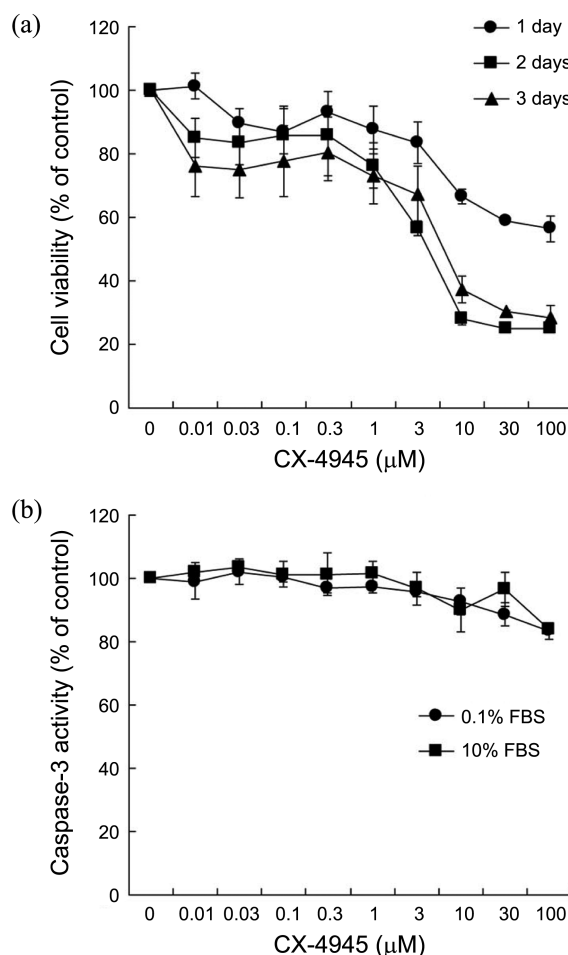 (a)
1 day
2 days
3 days
120
100
80
60
40
20
0
Cell viability (% of control)
0 0.01 0.03 0.1 0.3 1 3 10 30 100
CX-4945 (μM)
(b)
120
100
80
60
40
20
0
Caspase-3 activity (% of control)
0.1% FBS
10% FBS
0 0.01 0.03 0.1 0.3 1 3 10 30 100
CX-4945 (μM)